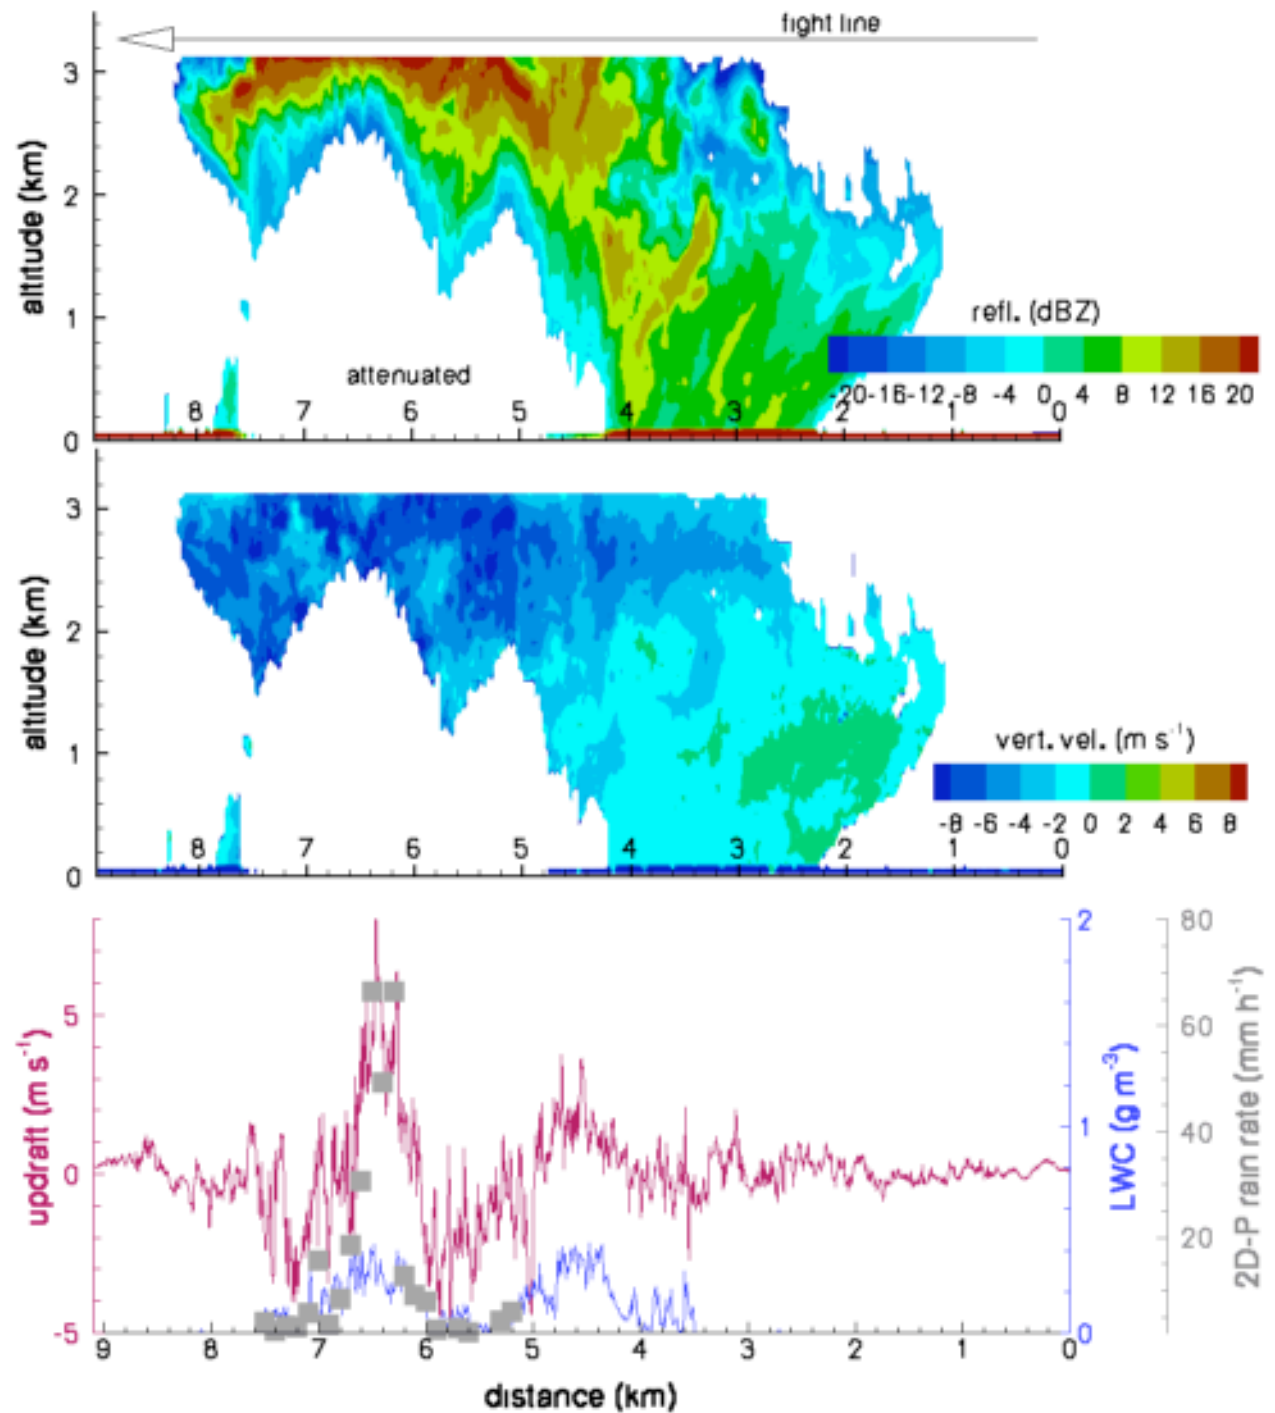 fight line
3
2
1
0
altitude (km)
refl. (dBZ)
-20-16-12 -8 -4 0 4 8 12 16 20
attenuated
8 7 6 5 4 3 2 1 0
3
2
1
0
altitude (km)
vert. vel. (m s⁻¹)
-8 -6 -4 -2 0 2 4 6 8
8 7 6 5 4 3 2 1 0
5
0
-5
updraft (m s⁻¹)
2
1
0
LWC (g m⁻³)
80
60
40
20
2D-P rain rate (mm h⁻¹)
9 8 7 6 5 4 3 2 1 0
distance (km)